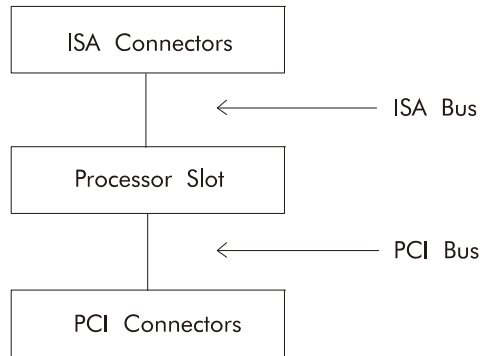 ISA Connectors
ISA Bus
Processor Slot
PCI Bus
PCI Connectors